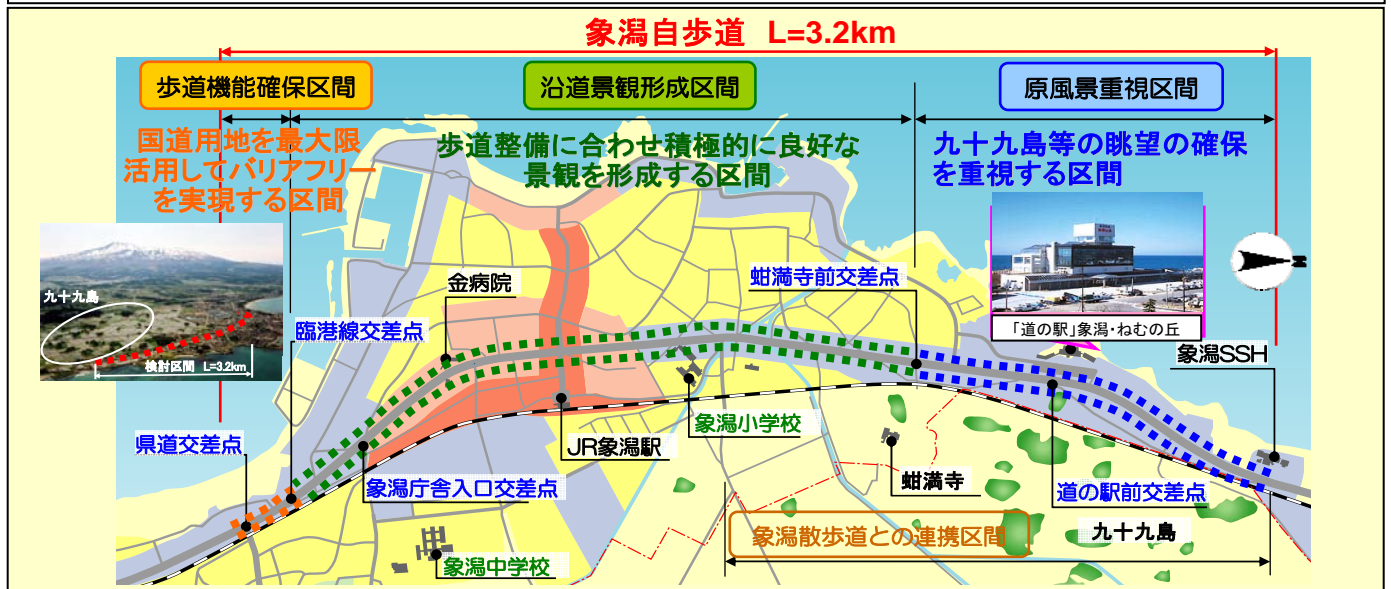 象潟自歩道 L=3.2km
歩道機能確保区間
沿道景観形成区間
原風景重視区間
国道用地を最大限
活用してバリアフリー
を実現する区間
歩道整備に合わせ積極的に良好な
景観を形成する区間
九十九島等の眺望の確保
を重視する区間
九十九島
検討区間 L=3.2km
金病院
臨港線交差点
蚶満寺前交差点
「道の駅」象潟・ねむの丘
象潟SSH
県道交差点
象潟小学校
JR象潟駅
象潟庁舎入口交差点
蚶満寺
道の駅前交差点
象潟散歩道との連携区間
九十九島
象潟中学校
N